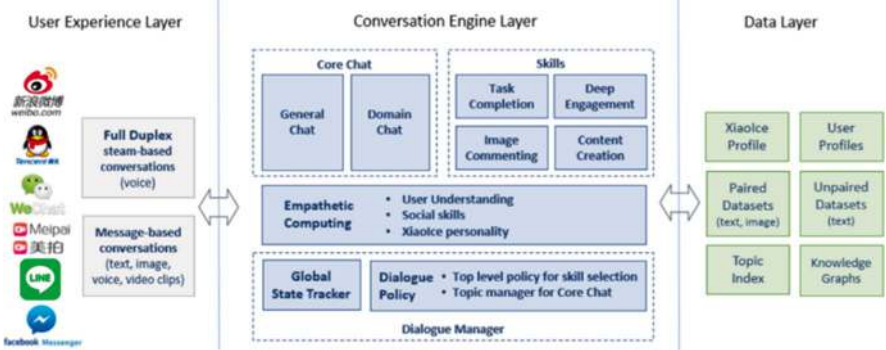 User Experience Layer
Conversation Engine Layer
Data Layer
新浪微博
weibo.com
Tencent
WeChat
Meipai
美拍
LINE
facebook Messenger
Full Duplex
steam-based
conversations
(voice)
Message-based
conversations
(text, image,
voice, video clips)
Core Chat
General
Chat
Domain
Chat
Skills
Task
Completion
Deep
Engagement
Image
Commenting
Content
Creation
Empathetic
Computing
• User Understanding
• Social skills
• XiaoIce personality
Global
State Tracker
Dialogue
Policy
• Top level policy for skill selection
• Topic manager for Core Chat
Dialogue Manager
XiaoIce
Profile
User
Profiles
Paired
Datasets
(text, image)
Unpaired
Datasets
(text)
Topic
Index
Knowledge
Graphs